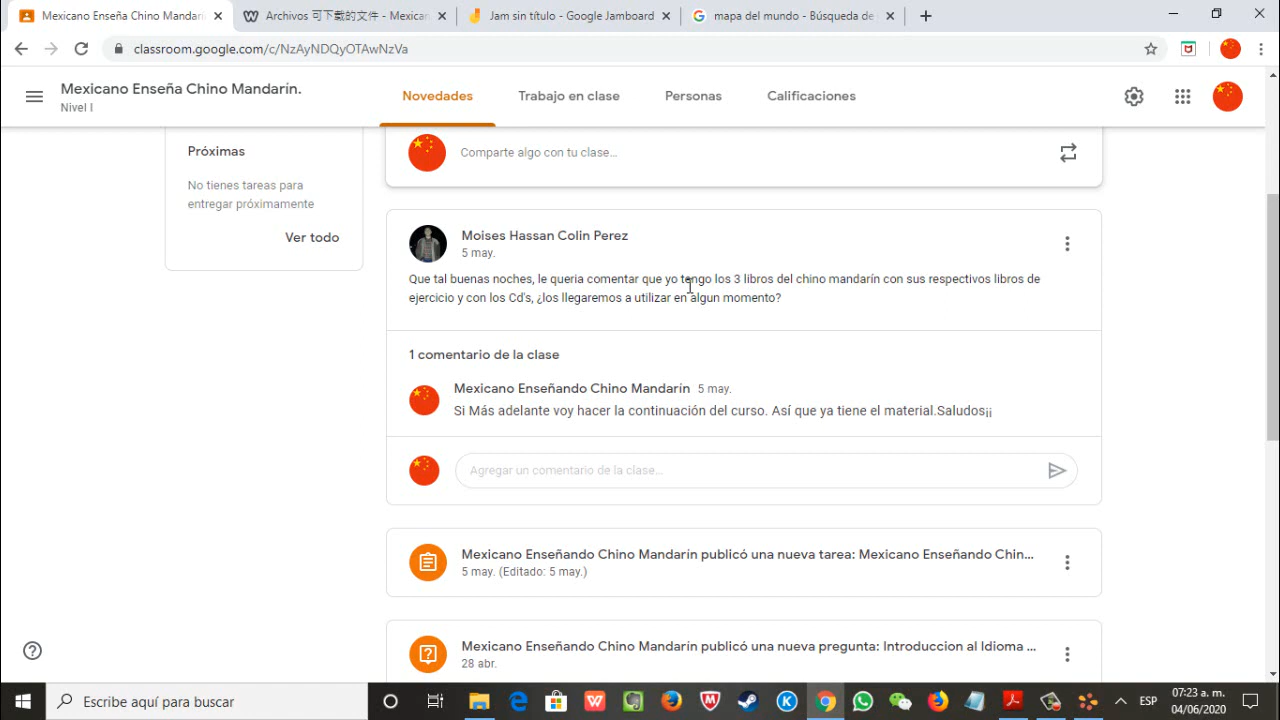 Mexicano Enseña Chino Mandarin
Archivos 可下载的文件 - Mexican
Jam sin título - Google Jamboard
mapa del mundo - Búsqueda de
classroom.google.com/c/NzAyNDQyOTAwNzVa
Mexicano Enseña Chino Mandarín.
Nivel I
Novedades
Trabajo en clase
Personas
Calificaciones
Próximas
No tienes tareas para
entregar próximamente
Ver todo
Comparte algo con tu clase...
Moises Hassan Colin Perez
5 may.
Que tal buenas noches, le queria comentar que yo tengo los 3 libros del chino mandarín con sus respectivos libros de
ejercicio y con los Cd's, ¿los llegaremos a utilizar en algun momento?
1 comentario de la clase
Mexicano Enseñando Chino Mandarín 5 may.
Si Más adelante voy hacer la continuación del curso. Así que ya tiene el material.Saludos¡¡
Agregar un comentario de la clase...
Mexicano Enseñando Chino Mandarín publicó una nueva tarea: Mexicano Enseñando Chin...
5 may. (Editado: 5 may.)
Mexicano Enseñando Chino Mandarín publicó una nueva pregunta: Introduccion al Idioma ...
28 abr.
Escribe aquí para buscar
ESP
07:23 a. m.
04/06/2020